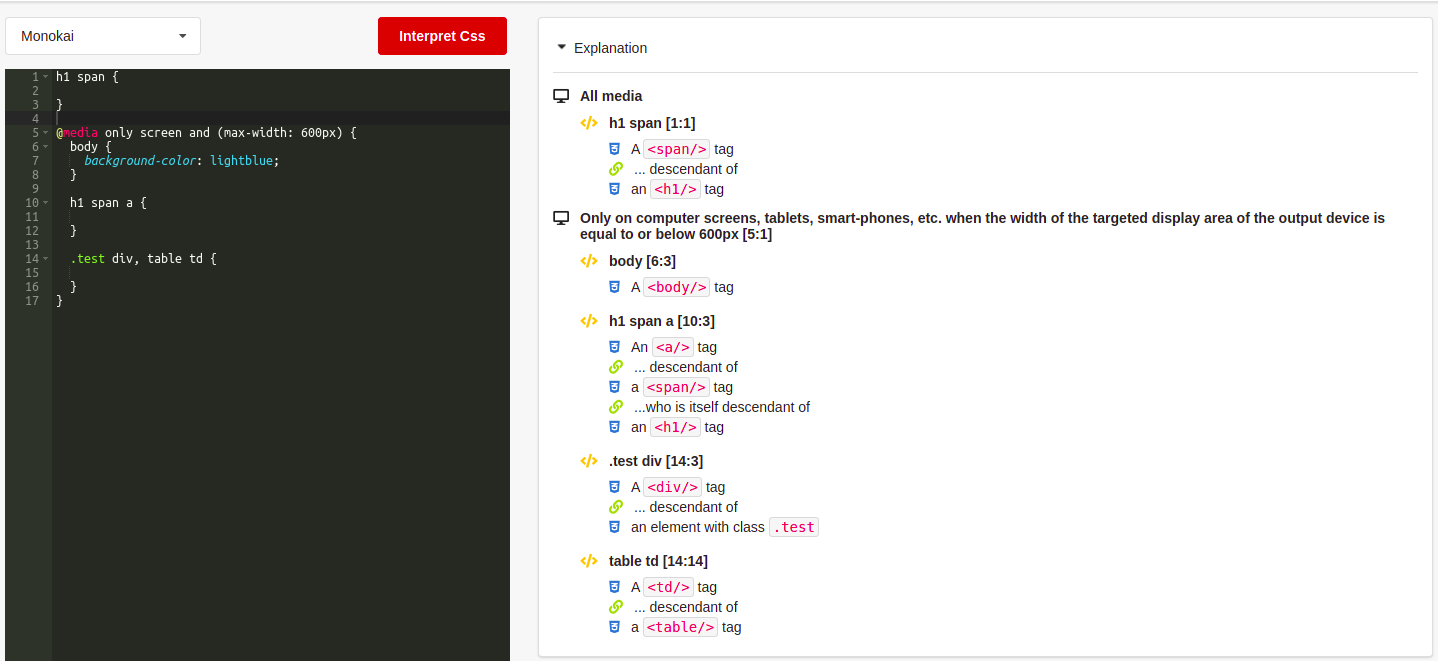 Monokai
Interpret Css
1 h1 span {
2
3 }
4
5 @media only screen and (max-width: 600px) {
6 body {
7 background-color: lightblue;
8 }
9
10 h1 span a {
11
12 }
13
14 .test div, table td {
15
16 }
17 }
Explanation
All media
</> h1 span [1:1]
A <span/> tag
... descendant of
an <h1/> tag
Only on computer screens, tablets, smart-phones, etc. when the width of the targeted display area of the output device is
equal to or below 600px [5:1]
</> body [6:3]
A <body/> tag
</> h1 span a [10:3]
An <a/> tag
... descendant of
a <span/> tag
...who is itself descendant of
an <h1/> tag
</> .test div [14:3]
A <div/> tag
... descendant of
an element with class .test
</> table td [14:14]
A <td/> tag
... descendant of
a <table/> tag